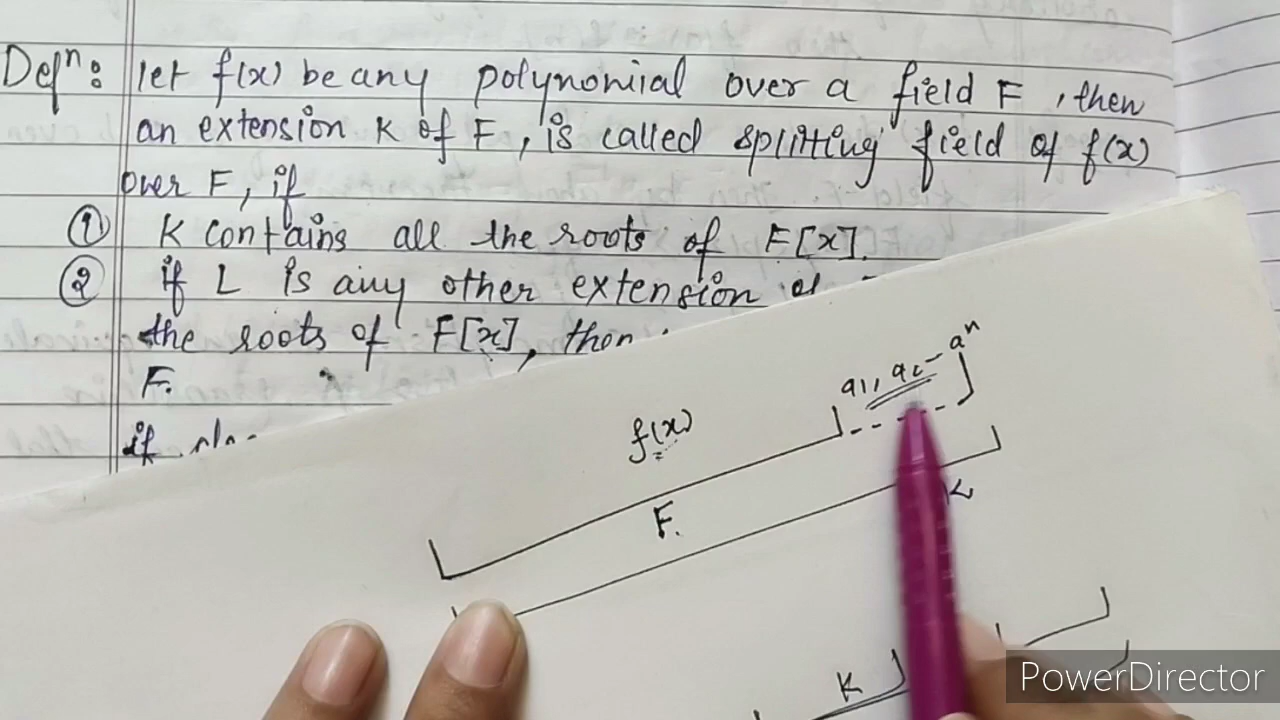 Defⁿ: let f(x) be any polynomial over a field F, then
an extension K of F, is called splitting field of f(x)
over F, if
① K contains all the roots of F[x].
② if L is any other extension of
the roots of F[x], then
F.
if
f(x)
a1, a2 - aⁿ
F.
L
K
PowerDirector